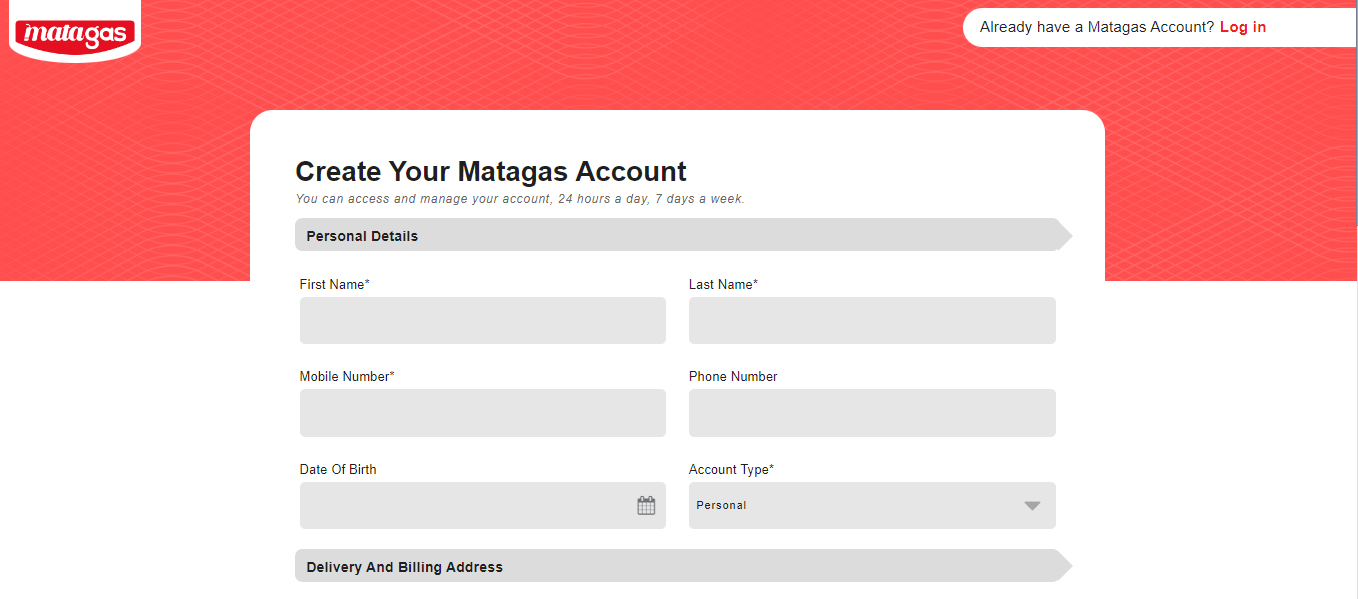 matagas
Already have a Matagas Account? Log in
Create Your Matagas Account
You can access and manage your account, 24 hours a day, 7 days a week.
Personal Details
First Name*
Last Name*
Mobile Number*
Phone Number
Date Of Birth
Account Type*
Personal
Delivery And Billing Address